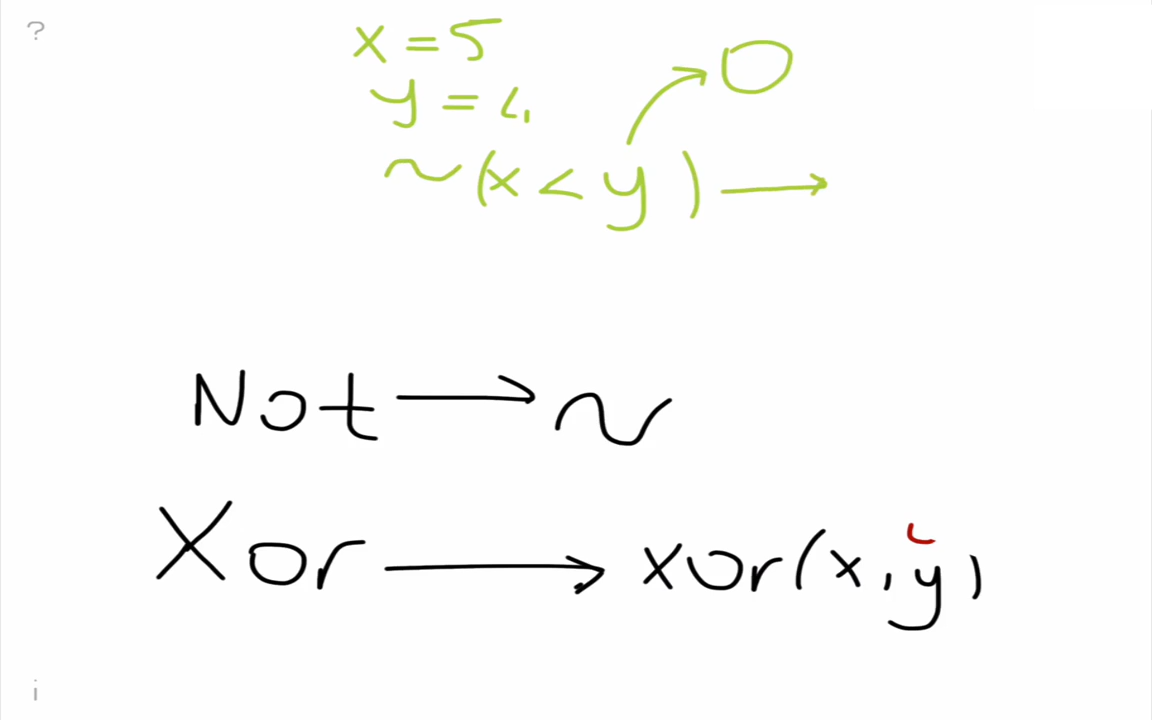 ?
x = 5
y = 4
0
~(x < y) →
Not → ~
Xor → xor(x, y)
i